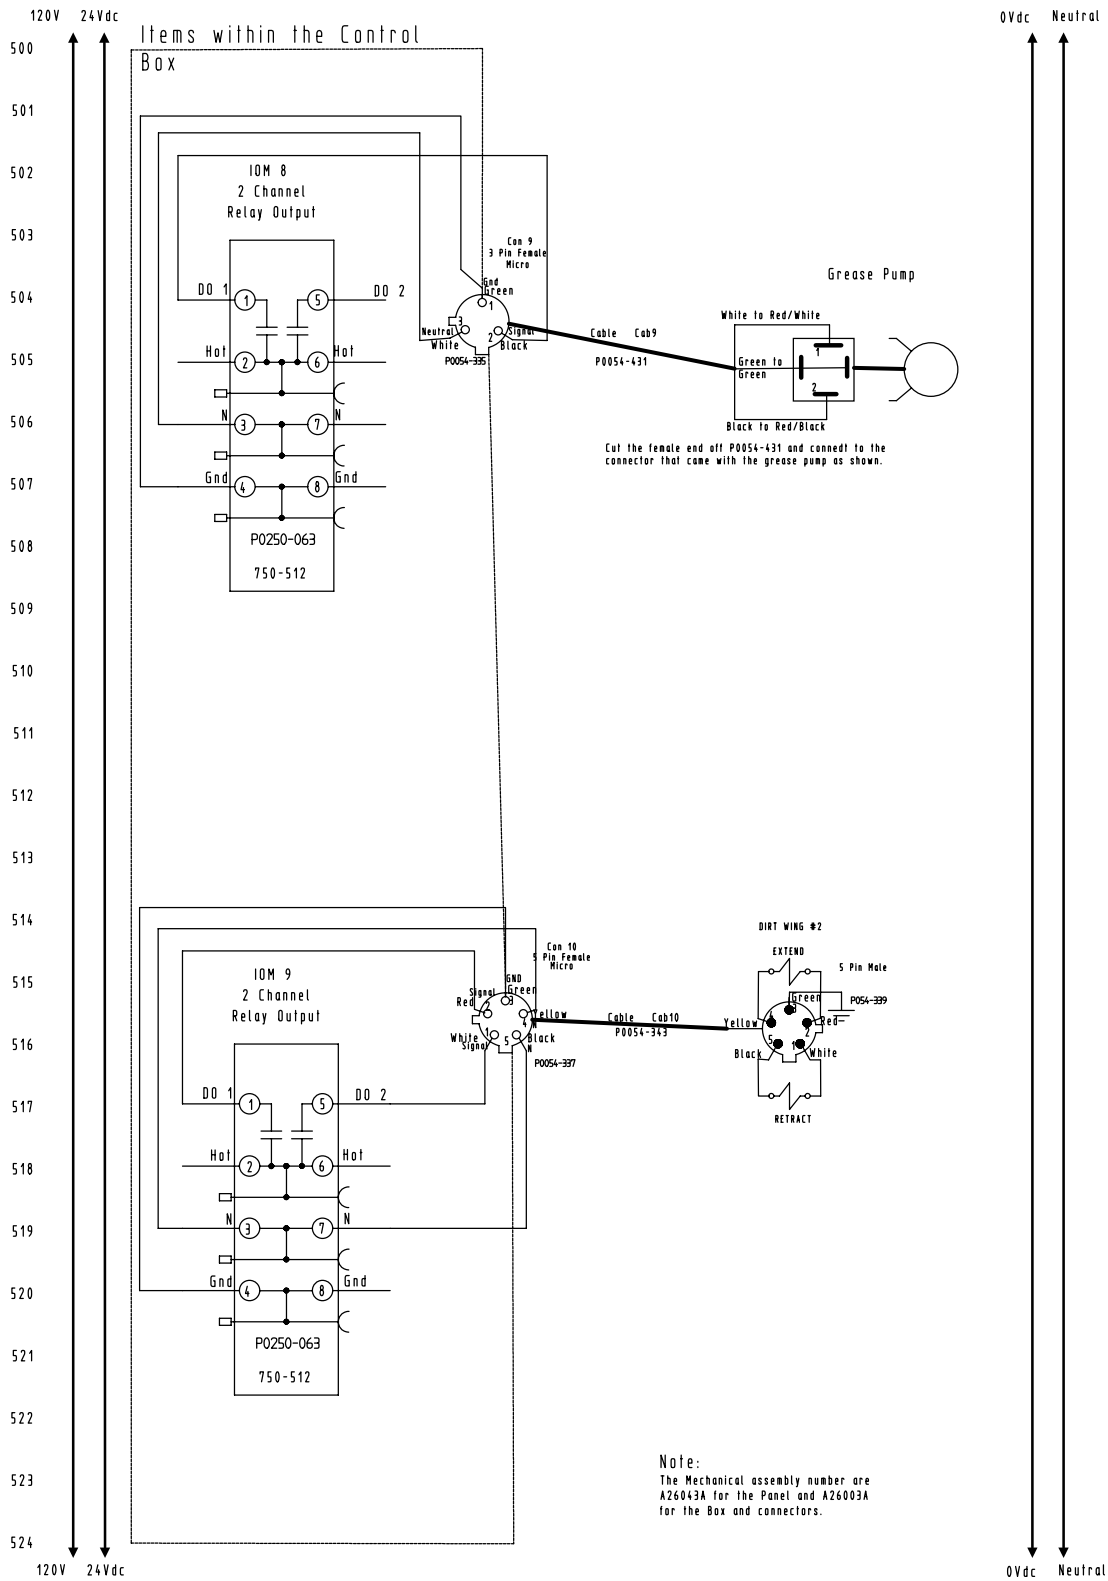 120V 24Vdc
0Vdc Neutral
Items within the Control
Box
500
501
502
503
504
505
506
507
508
509
510
511
512
513
514
515
516
517
518
519
520
521
522
523
524
IOM 8
2 Channel
Relay Output
DO 1
1
5
DO 2
Hot
2
6
Hot
N
3
7
N
Gnd
4
8
Gnd
P0250-063
750-512
Con 9
3 Pin Female
Micro
Gnd
Green
1
3
2
Neutral
White
Signal
Black
P0054-335
Cable Cab9
P0054-431
Grease Pump
White to Red/White
1
Green to
Green
2
Black to Red/Black
Cut the female end off P0054-431 and connedt to the
connector that came with the grease pump as shown.
IOM 9
2 Channel
Relay Output
DO 1
1
5
DO 2
Hot
2
6
Hot
N
3
7
N
Gnd
4
8
Gnd
P0250-063
750-512
Con 10
5 Pin Female
Micro
GND
Green
3
Signal
Red
2
Yellow
4
N
White
Signal
1
5
Black
N
P0054-337
Cable Cab10
P0054-343
DIRT WING #2
EXTEND
5 Pin Male
P054-339
Green
Yellow
4
2
Red
Black
5
1
White
RETRACT
Note:
The Mechanical assembly number are
A26043A for the Panel and A26003A
for the Box and connectors.
120V 24Vdc
0Vdc Neutral